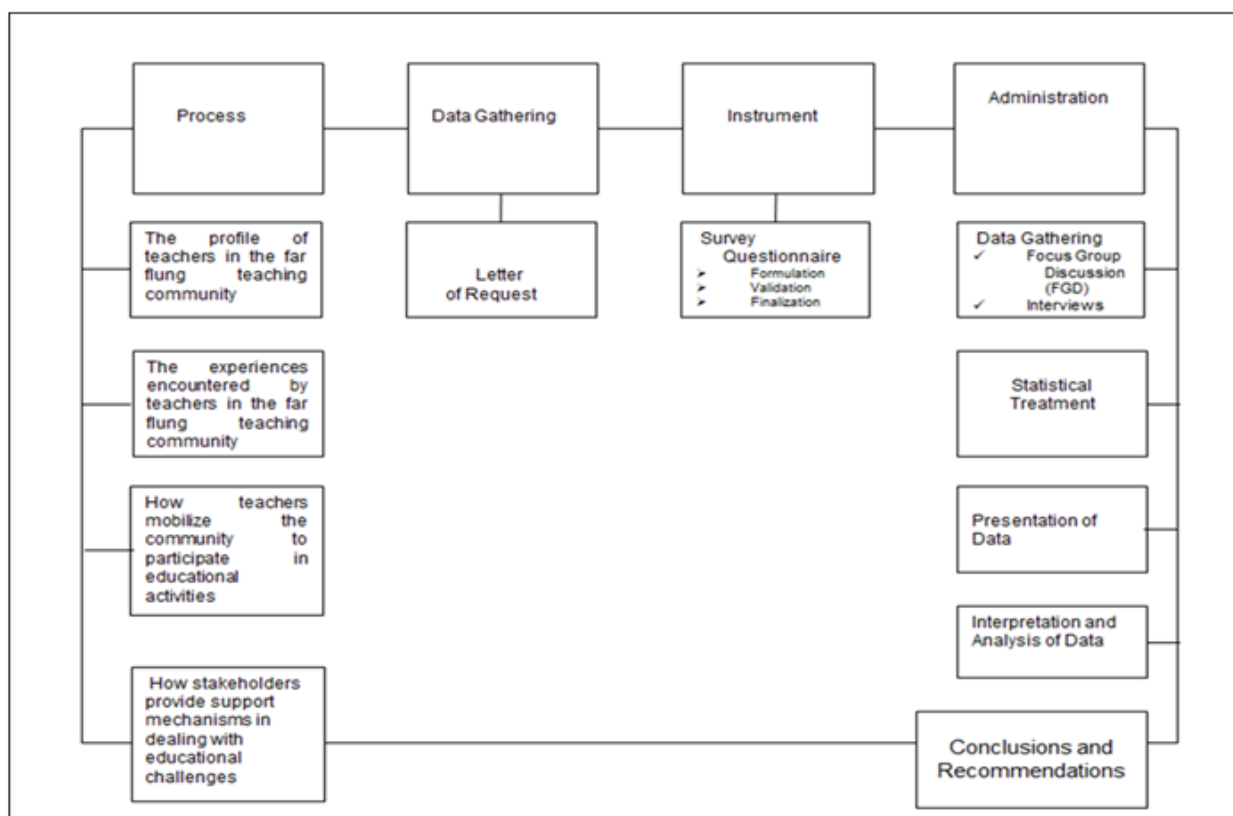 Process
Data Gathering
Instrument
Administration
The profile of
teachers in the far
flung teaching
community
Letter
of Request
Survey
Questionnaire
➤ Formulation
➤ Validation
➤ Finalization
Data Gathering
✓ Focus Group
Discussion
(FGD)
✓ Interviews
The experiences
encountered by
teachers in the far
flung teaching
community
Statistical
Treatment
How teachers
mobilize the
community to
participate in
educational
activities
Presentation of
Data
Interpretation and
Analysis of Data
How stakeholders
provide support
mechanisms in
dealing with
educational
challenges
Conclusions and
Recommendations